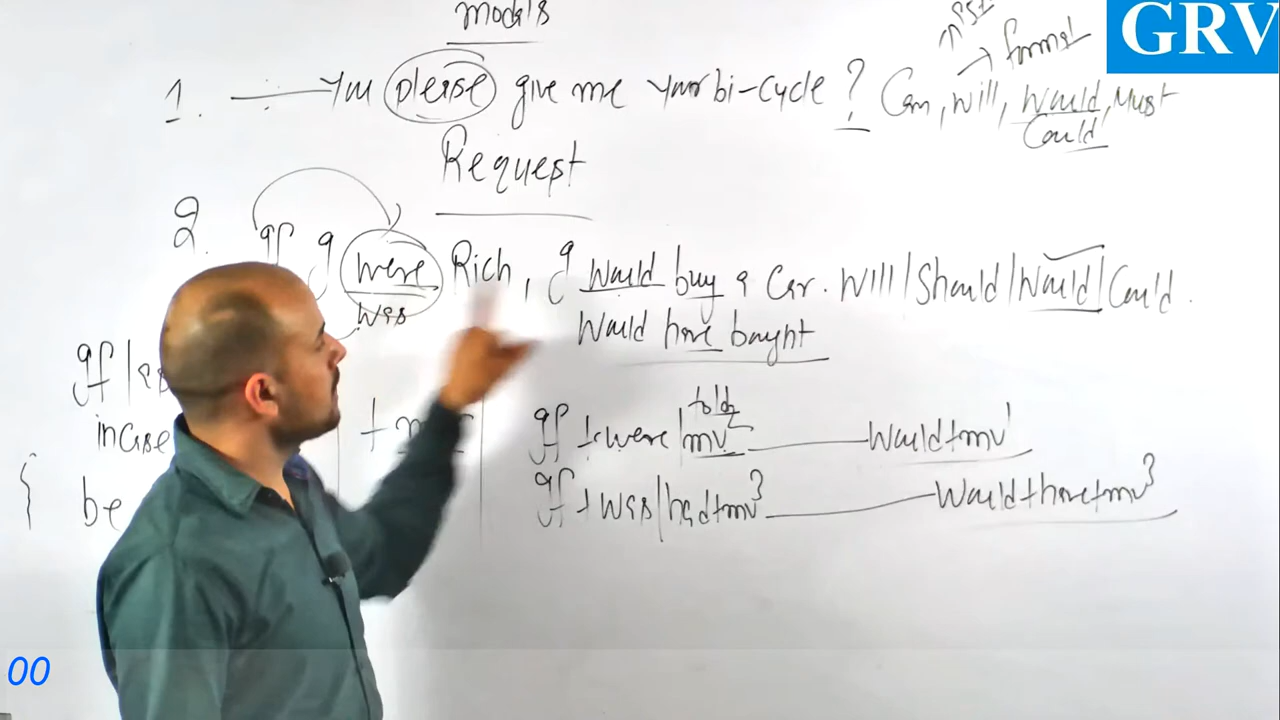 Modals
GRV
1. You please give me your bi-cycle ? Can, Will, Would, Must
Could
→ formal
Request
2. If I were Rich, I would buy a Car. Will | Should | Would | Could.
was
Would have bought
If
incase
be
told
If + were | mv2 Would + mv1
If + was | had + mv3 Would + have + mv3
00